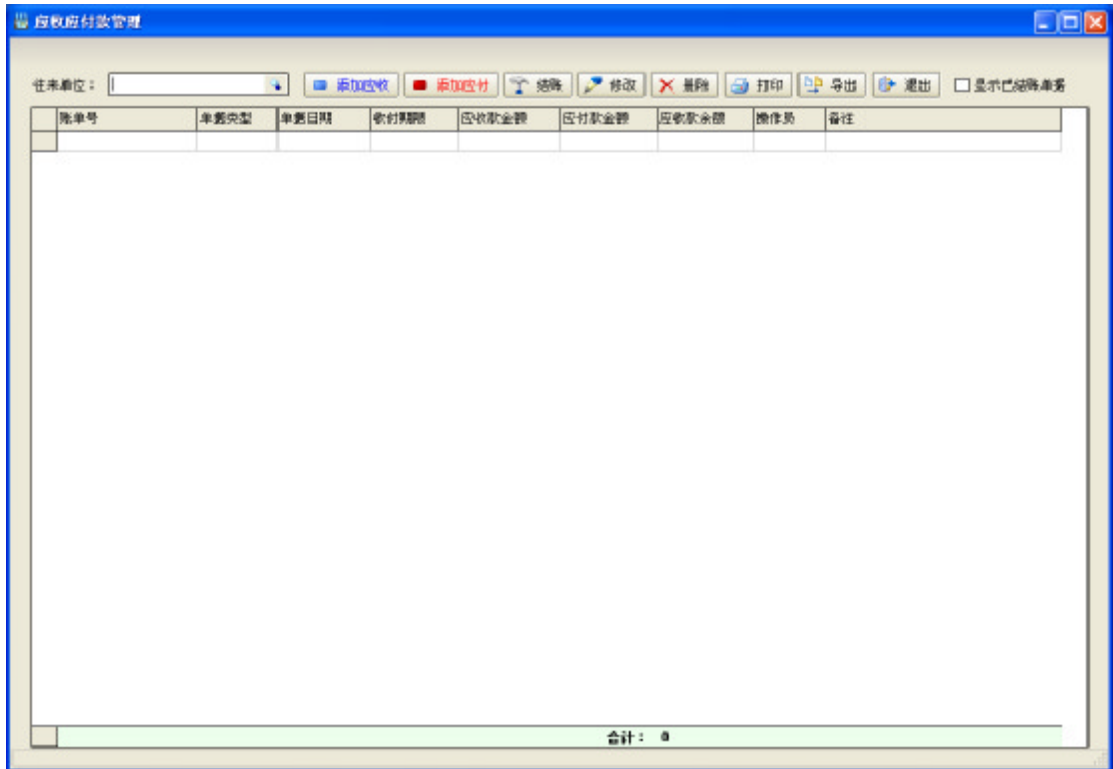 应收应付款管理
往来单位： 添加应收 添加应付 结账 修改 删除 打印 导出 退出 显示已结账单据
账单号 单据类型 单据日期 收付期限 应收款金额 应付款金额 应收款余额 操作员 备注
合计： 0